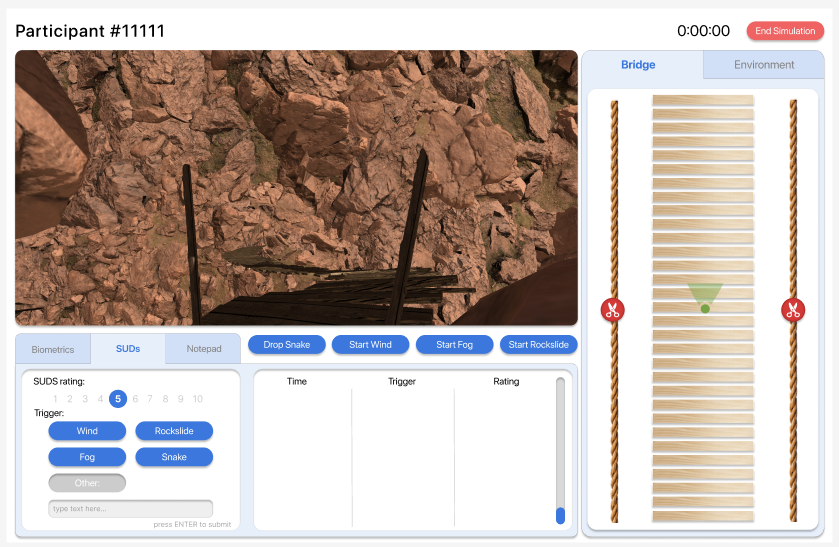 Participant #11111
0:00:00
End Simulation
Bridge
Environment
Biometrics
SUDs
Notepad
Drop Snake
Start Wind
Start Fog
Start Rockslide
SUDS rating:
1 2 3 4 5 6 7 8 9 10
Trigger:
Wind
Rockslide
Fog
Snake
Other:
type text here...
press ENTER to submit
Time
Trigger
Rating